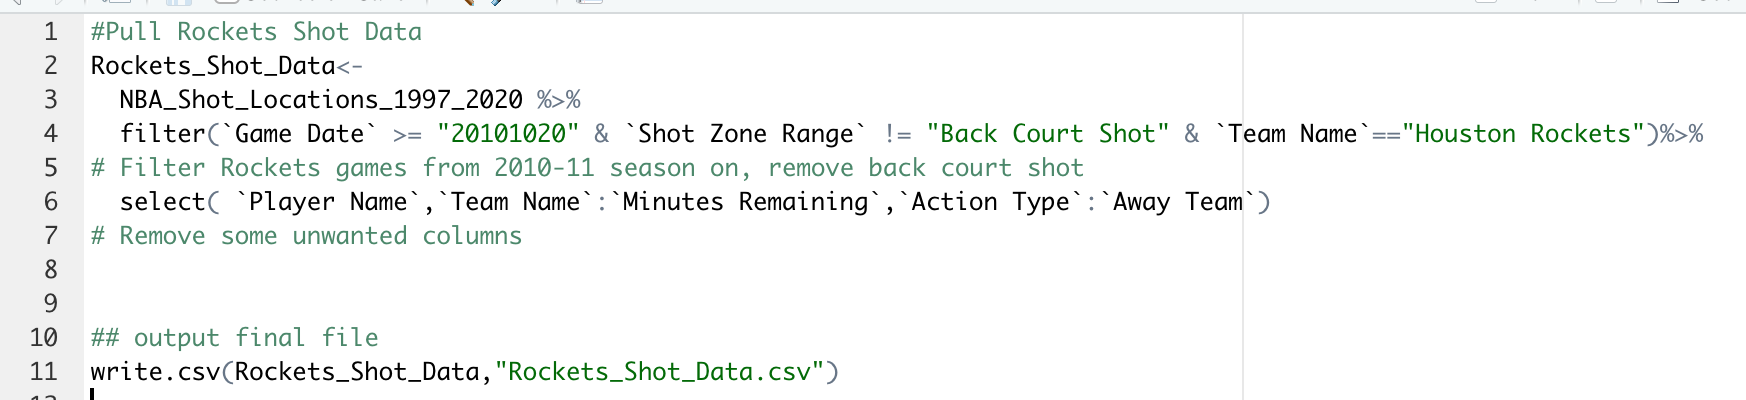 1 #Pull Rockets Shot Data
2 Rockets_Shot_Data<-
3 NBA_Shot_Locations_1997_2020 %>%
4 filter(`Game Date` >= "20101020" & `Shot Zone Range` != "Back Court Shot" & `Team Name`=="Houston Rockets")%>%
5 # Filter Rockets games from 2010-11 season on, remove back court shot
6 select( `Player Name`,`Team Name`:`Minutes Remaining`,`Action Type`:`Away Team`)
7 # Remove some unwanted columns
8
9
10 ## output final file
11 write.csv(Rockets_Shot_Data,"Rockets_Shot_Data.csv")